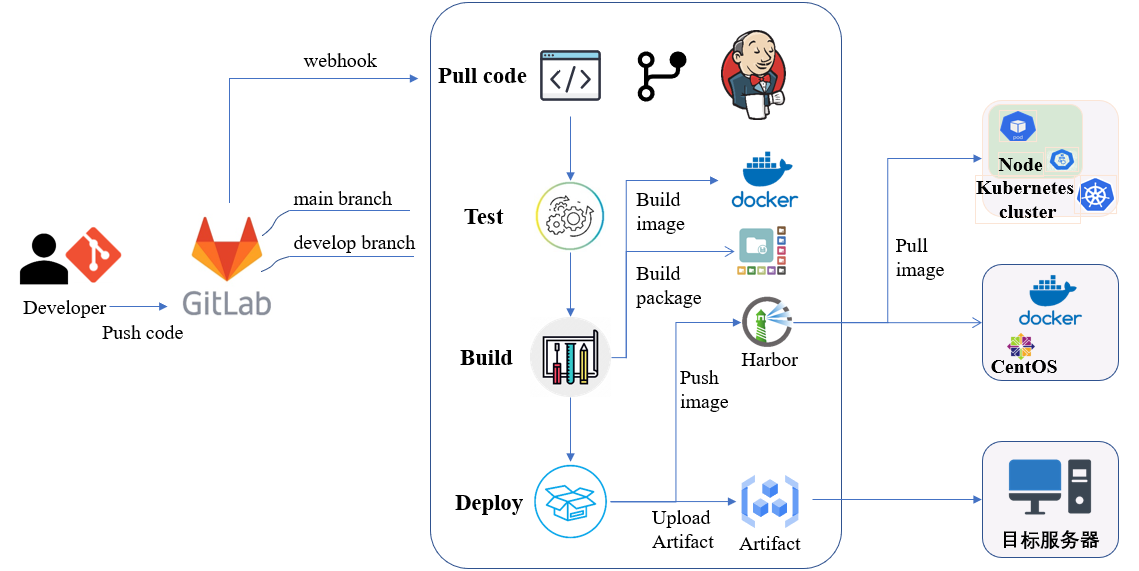 webhook
Pull code
Test
Build
Deploy
main branch
develop branch
Developer
Push code
GitLab
Build
image
docker
Build
package
Harbor
Push
image
Upload
Artifact
Artifact
Pull
image
pod
Node
Kubernetes
cluster
docker
CentOS
目标服务器